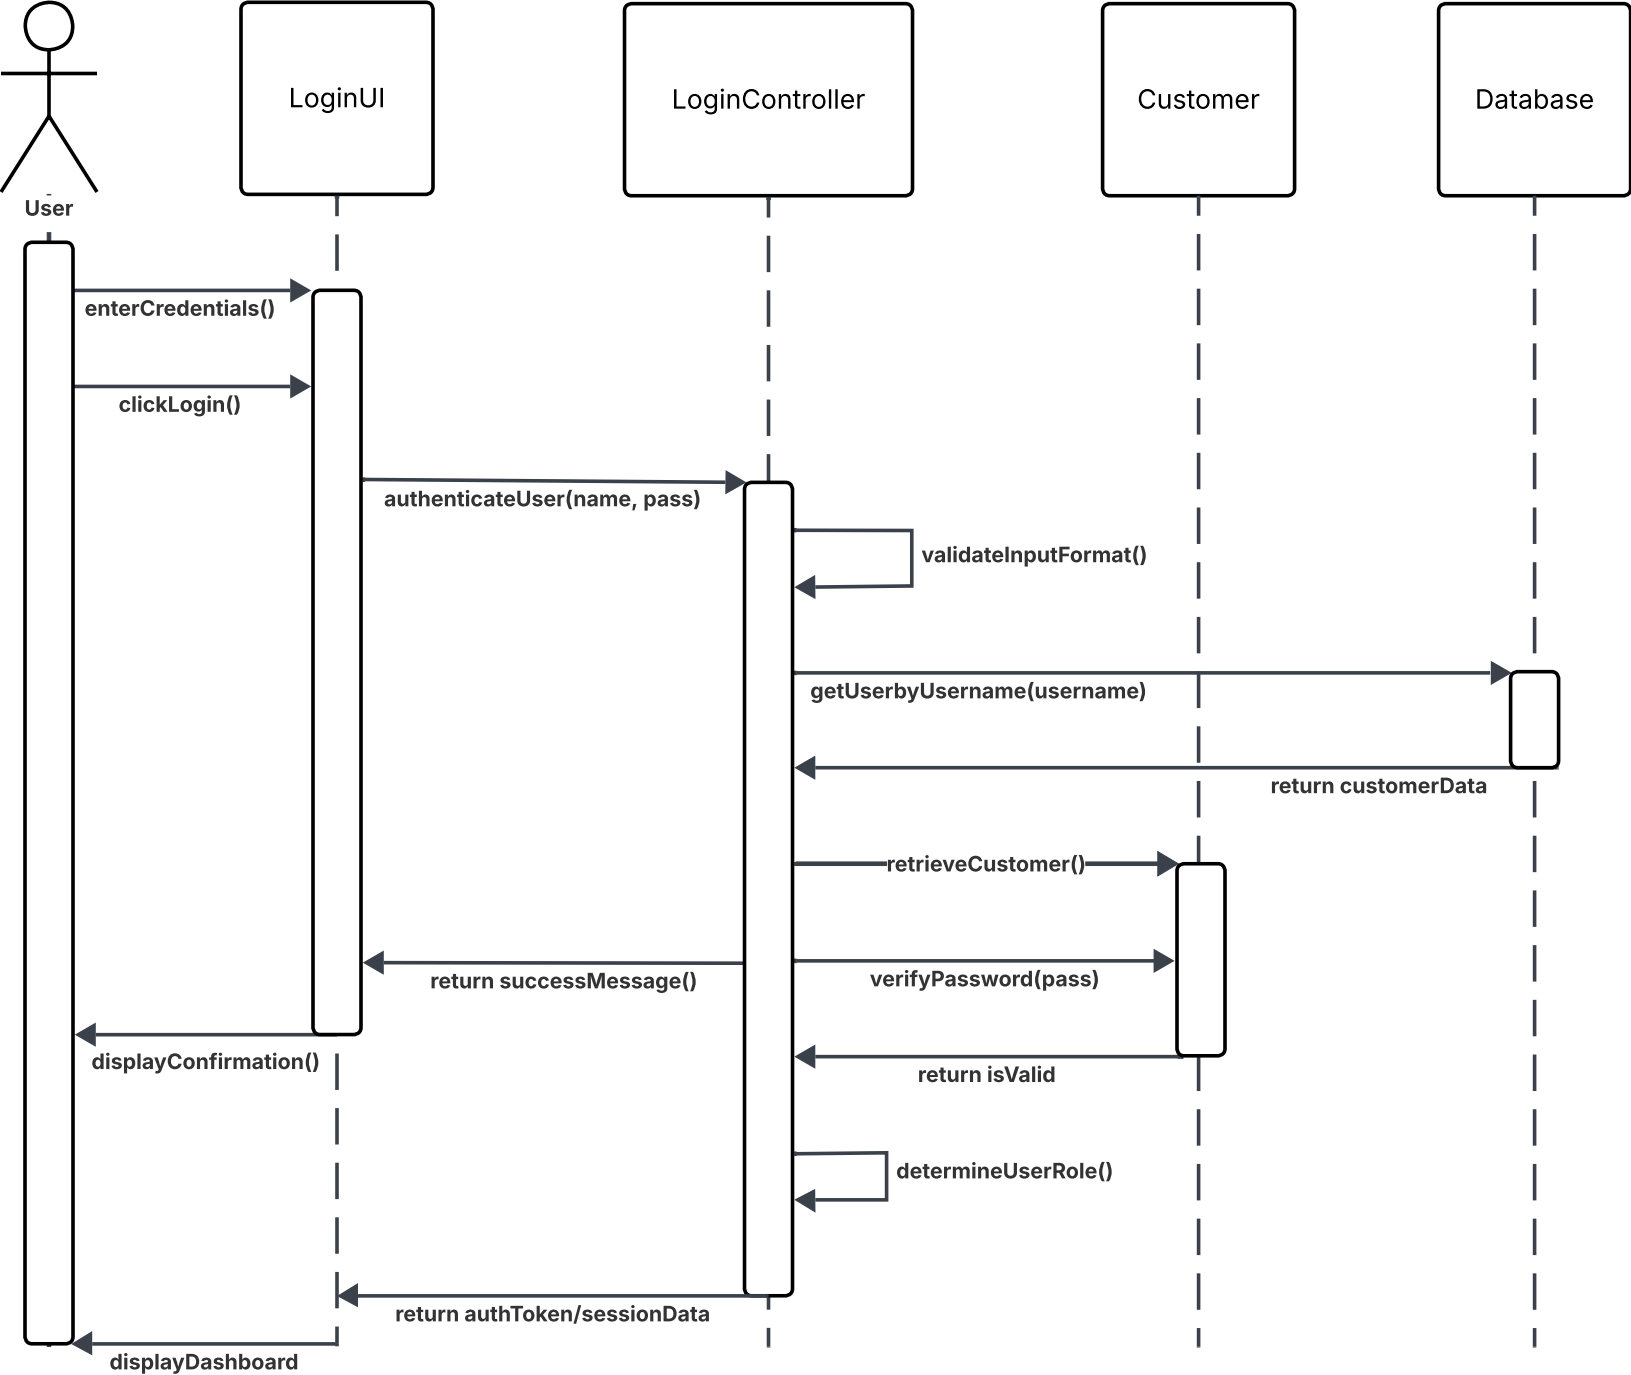 LoginUI
LoginController
Customer
Database
User
enterCredentials()
clickLogin()
authenticateUser(name, pass)
validateInputFormat()
getUserbyUsername(username)
return customerData
retrieveCustomer()
return successMessage()
verifyPassword(pass)
displayConfirmation()
return isValid
determineUserRole()
return authToken/sessionData
displayDashboard